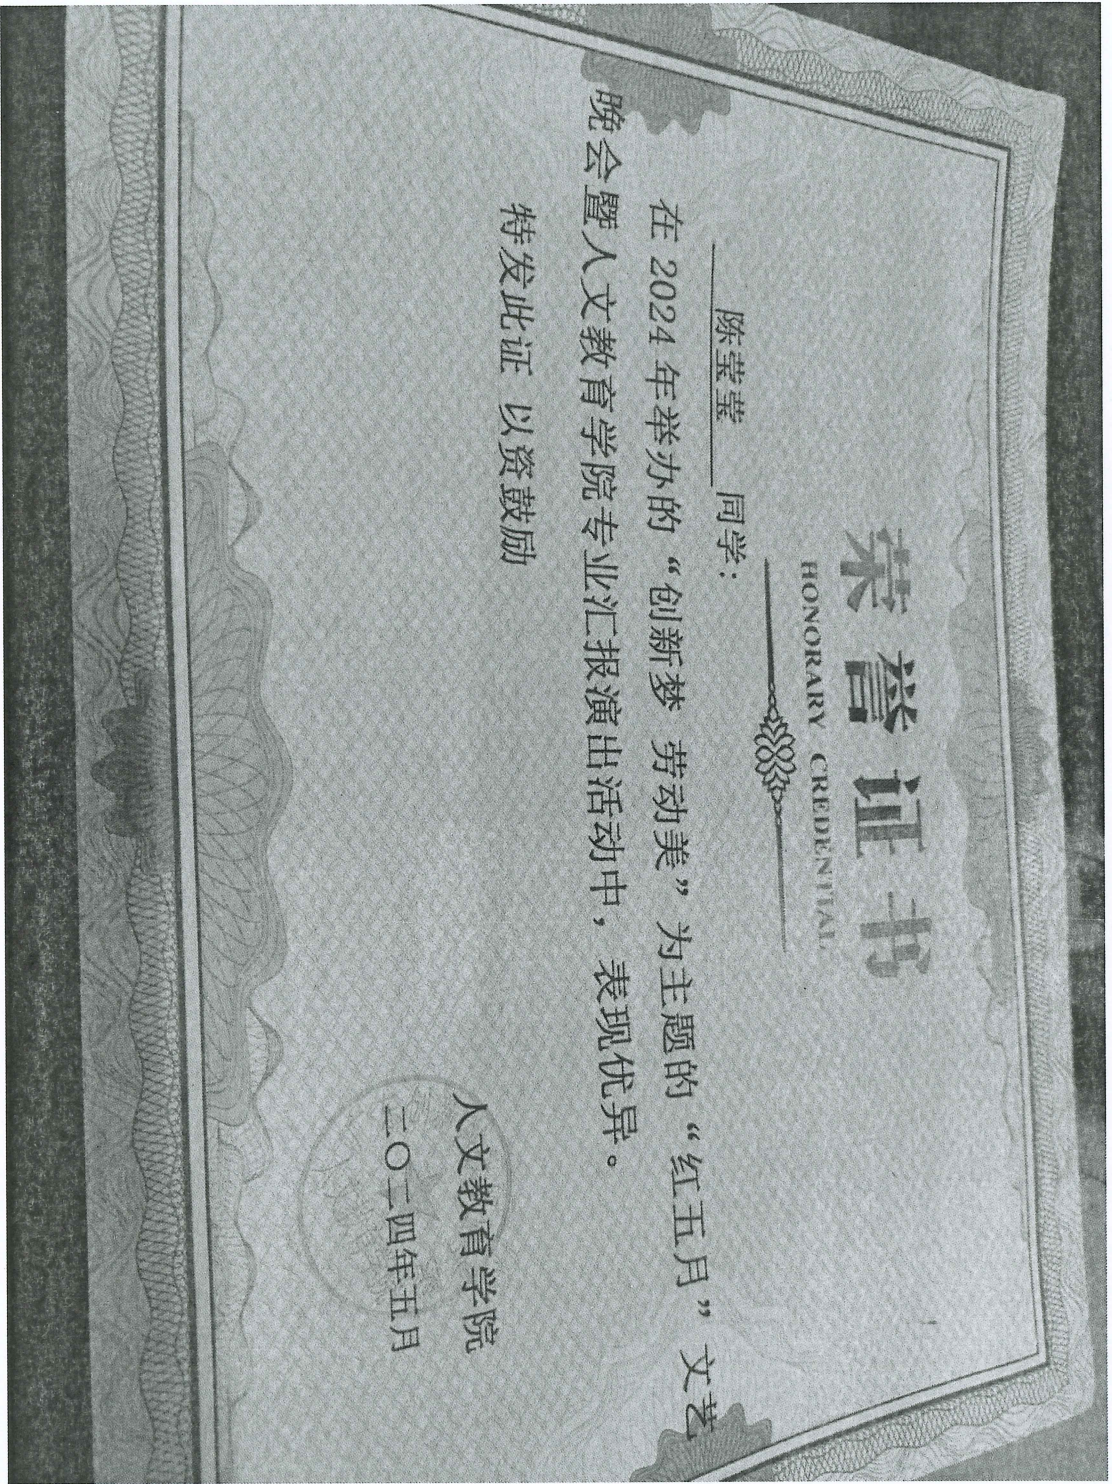 荣誉证书
HONORARY CREDENTIAL
陈莹莹 同学：
在 2024 年举办的“创新梦 劳动美”为主题的“红五月”文艺
晚会暨人文教育学院专业汇报演出活动中，表现优异。
特发此证 以资鼓励
人文教育学院
二〇二四年五月